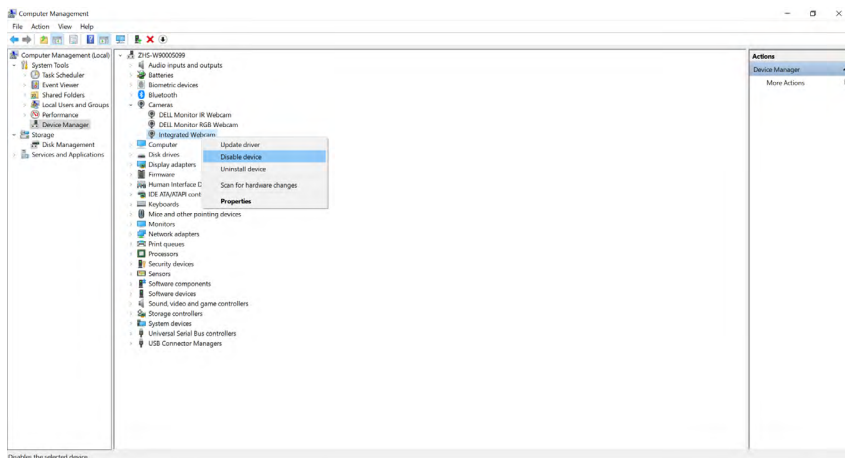 Computer Management
File Action View Help
Computer Management (Local)
System Tools
Task Scheduler
Event Viewer
Shared Folders
Local Users and Groups
Performance
Device Manager
Storage
Disk Management
Services and Applications
ZHS-W90005099
Audio inputs and outputs
Batteries
Biometric devices
Bluetooth
Cameras
DELL Monitor IR Webcam
DELL Monitor RGB Webcam
Integrated Webcam
Computer
Disk drives
Display adapters
Firmware
Human Interface D
IDE ATA/ATAPI cont
Keyboards
Mice and other pointing devices
Monitors
Network adapters
Print queues
Processors
Security devices
Sensors
Software components
Software devices
Sound, video and game controllers
Storage controllers
System devices
Universal Serial Bus controllers
USB Connector Managers
Update driver
Disable device
Uninstall device
Scan for hardware changes
Properties
Actions
Device Manager
More Actions
Disables the selected device.